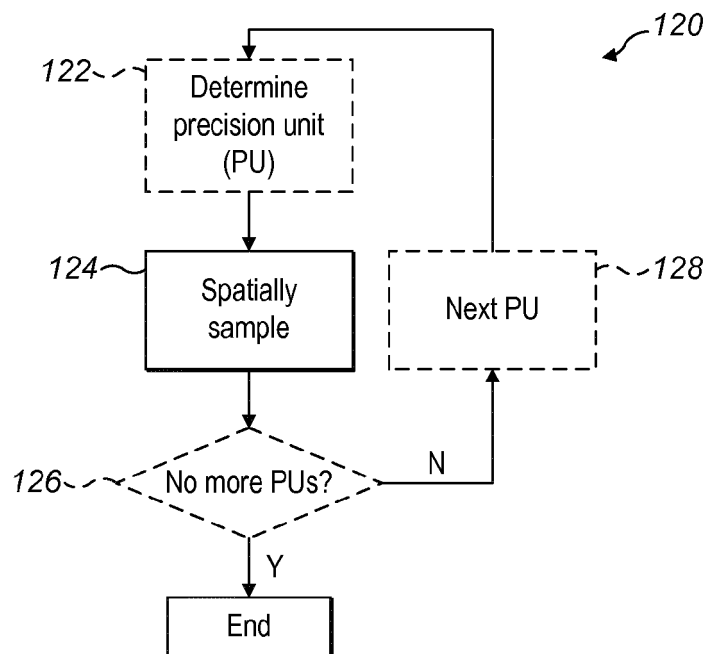 120
122
Determine
precision unit
(PU)
124
Spatially
sample
128
Next PU
126
No more PUs?
N
Y
End